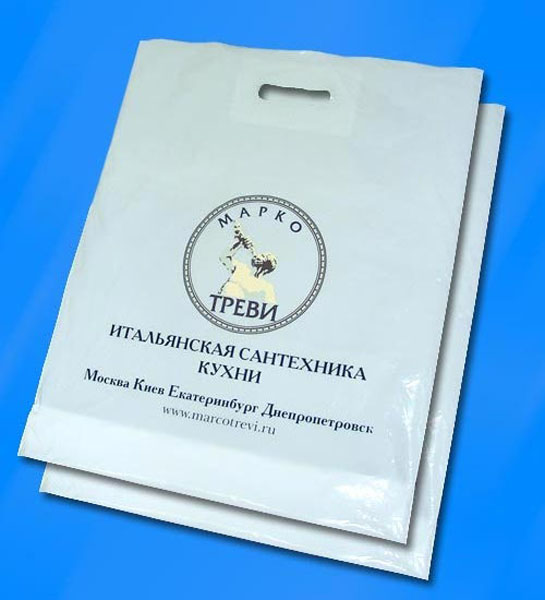 МАРКО
ТРЕВИ
ИТАЛЬЯНСКАЯ САНТЕХНИКА
КУХНИ
Москва Киев Екатеринбург Днепропетровск
www.marcotrevi.ru